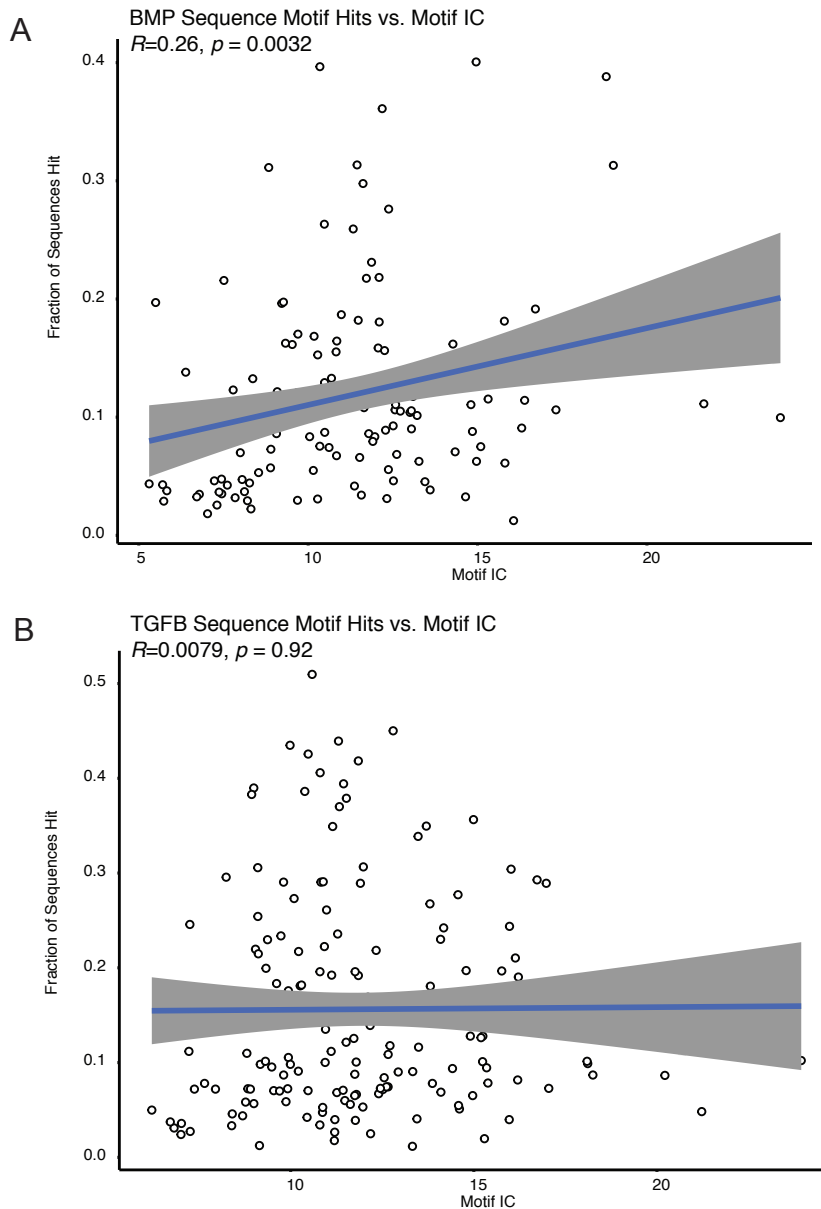 A
BMP Sequence Motif Hits vs. Motif IC
R=0.26, p = 0.0032
Fraction of Sequences Hit
0.4
0.3
0.2
0.1
0.0
5 10 15 20
Motif IC
B
TGFB Sequence Motif Hits vs. Motif IC
R=0.0079, p = 0.92
Fraction of Sequences Hit
0.5
0.4
0.3
0.2
0.1
0.0
10 15 20
Motif IC